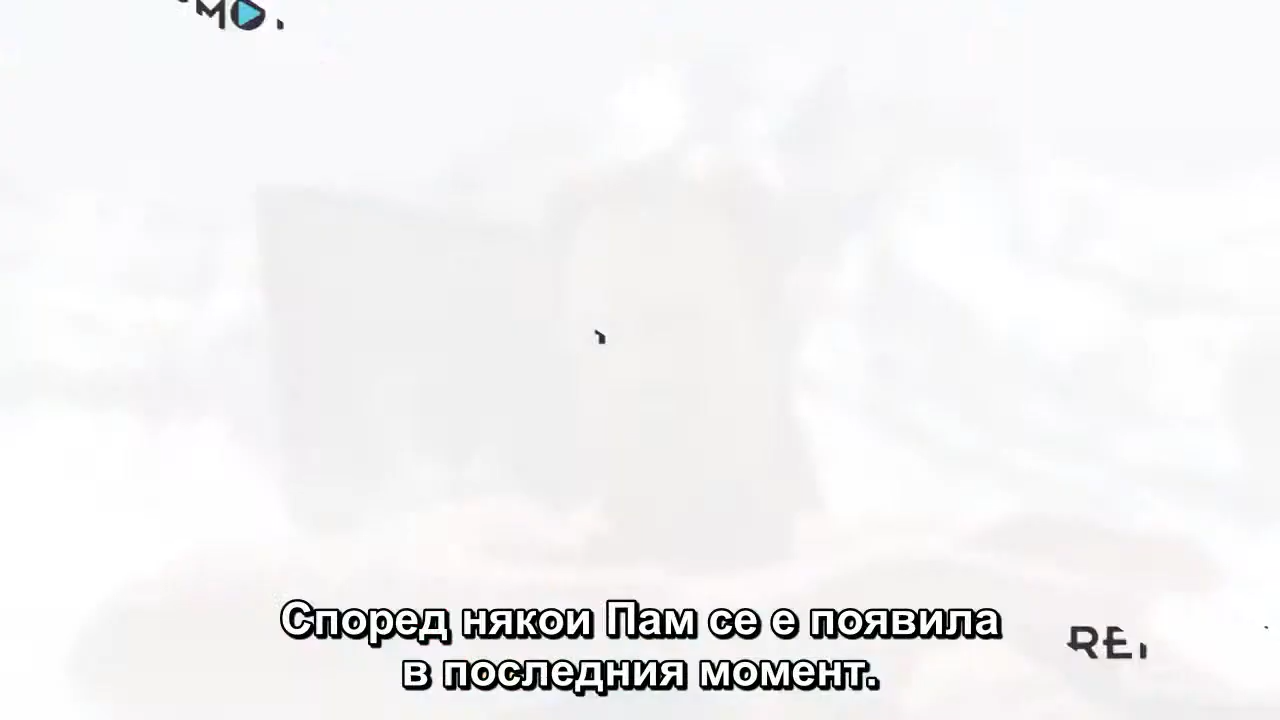 Според някои Пам се е появила
в последния момент.